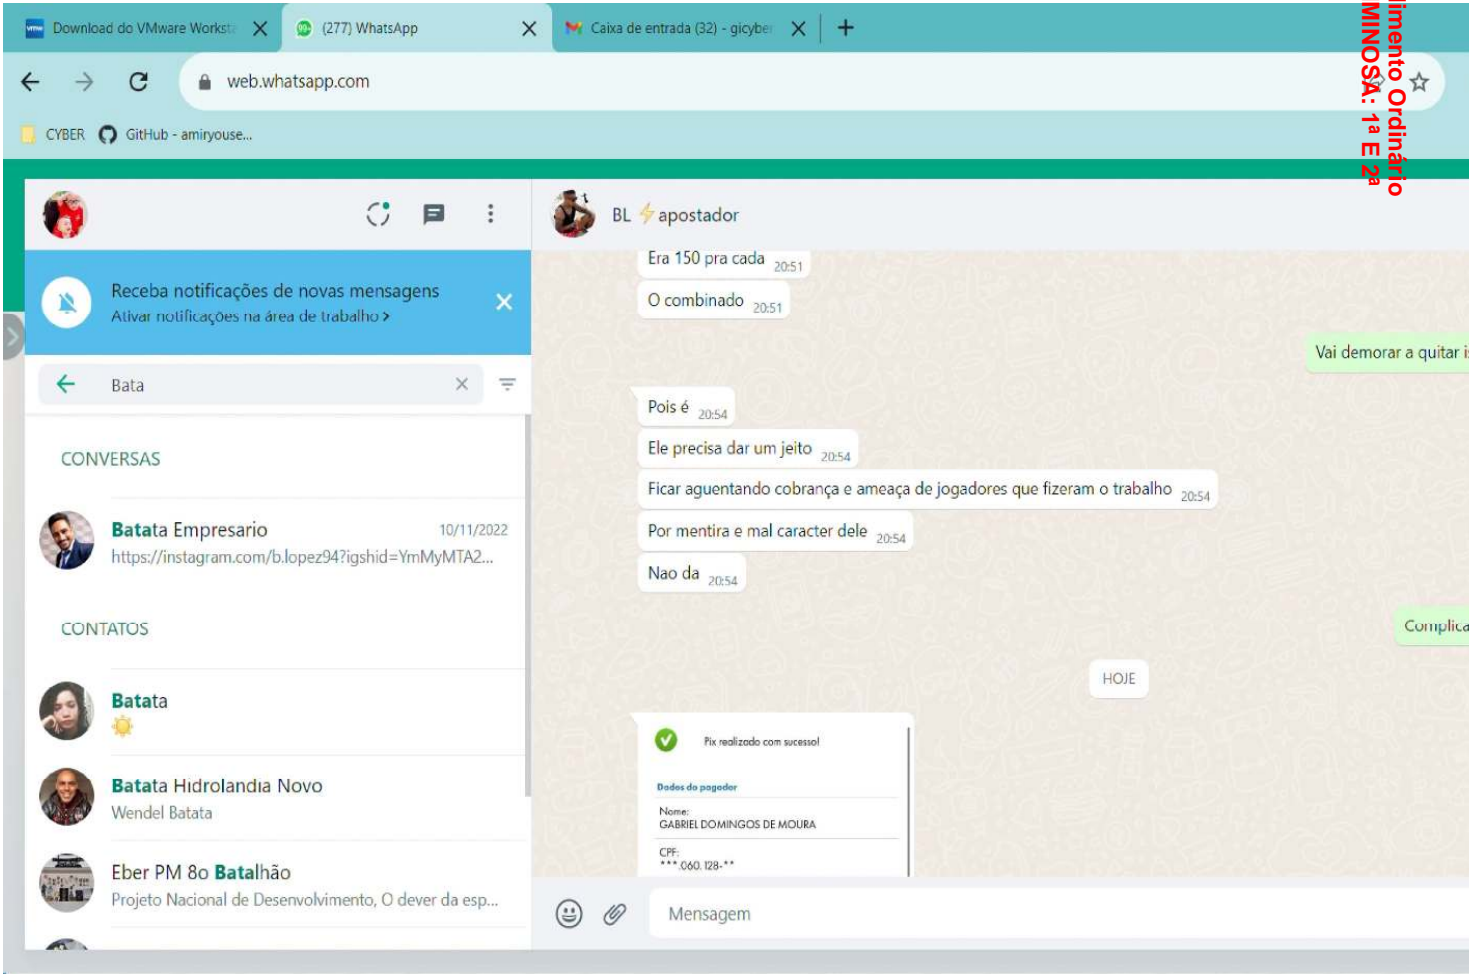 Download do VMware Workst
(277) WhatsApp
Caixa de entrada (32) - gicyber
web.whatsapp.com
CYBER
GitHub - amiryouse...
limento Ordinário
MINOSA: 1ª E 2ª
Receba notificações de novas mensagens
Ativar notificações na área de trabalho >
Bata
CONVERSAS
Batata Empresario 10/11/2022
https://instagram.com/b.lopez94?igshid=YmMyMTA2...
CONTATOS
Batata
Batata Hidrolandia Novo
Wendel Batata
Eber PM 8o Batalhão
Projeto Nacional de Desenvolvimento, O dever da esp...
BL ⚡ apostador
Era 150 pra cada 20:51
O combinado 20:51
Vai demorar a quitar is
Pois é 20:54
Ele precisa dar um jeito 20:54
Ficar aguentando cobrança e ameaça de jogadores que fizeram o trabalho 20:54
Por mentira e mal caracter dele 20:54
Nao da 20:54
Complica
HOJE
Pix realizado com sucesso!
Dados do pagador
Nome:
GABRIEL DOMINGOS DE MOURA
CPF:
***.060.128-**
Mensagem